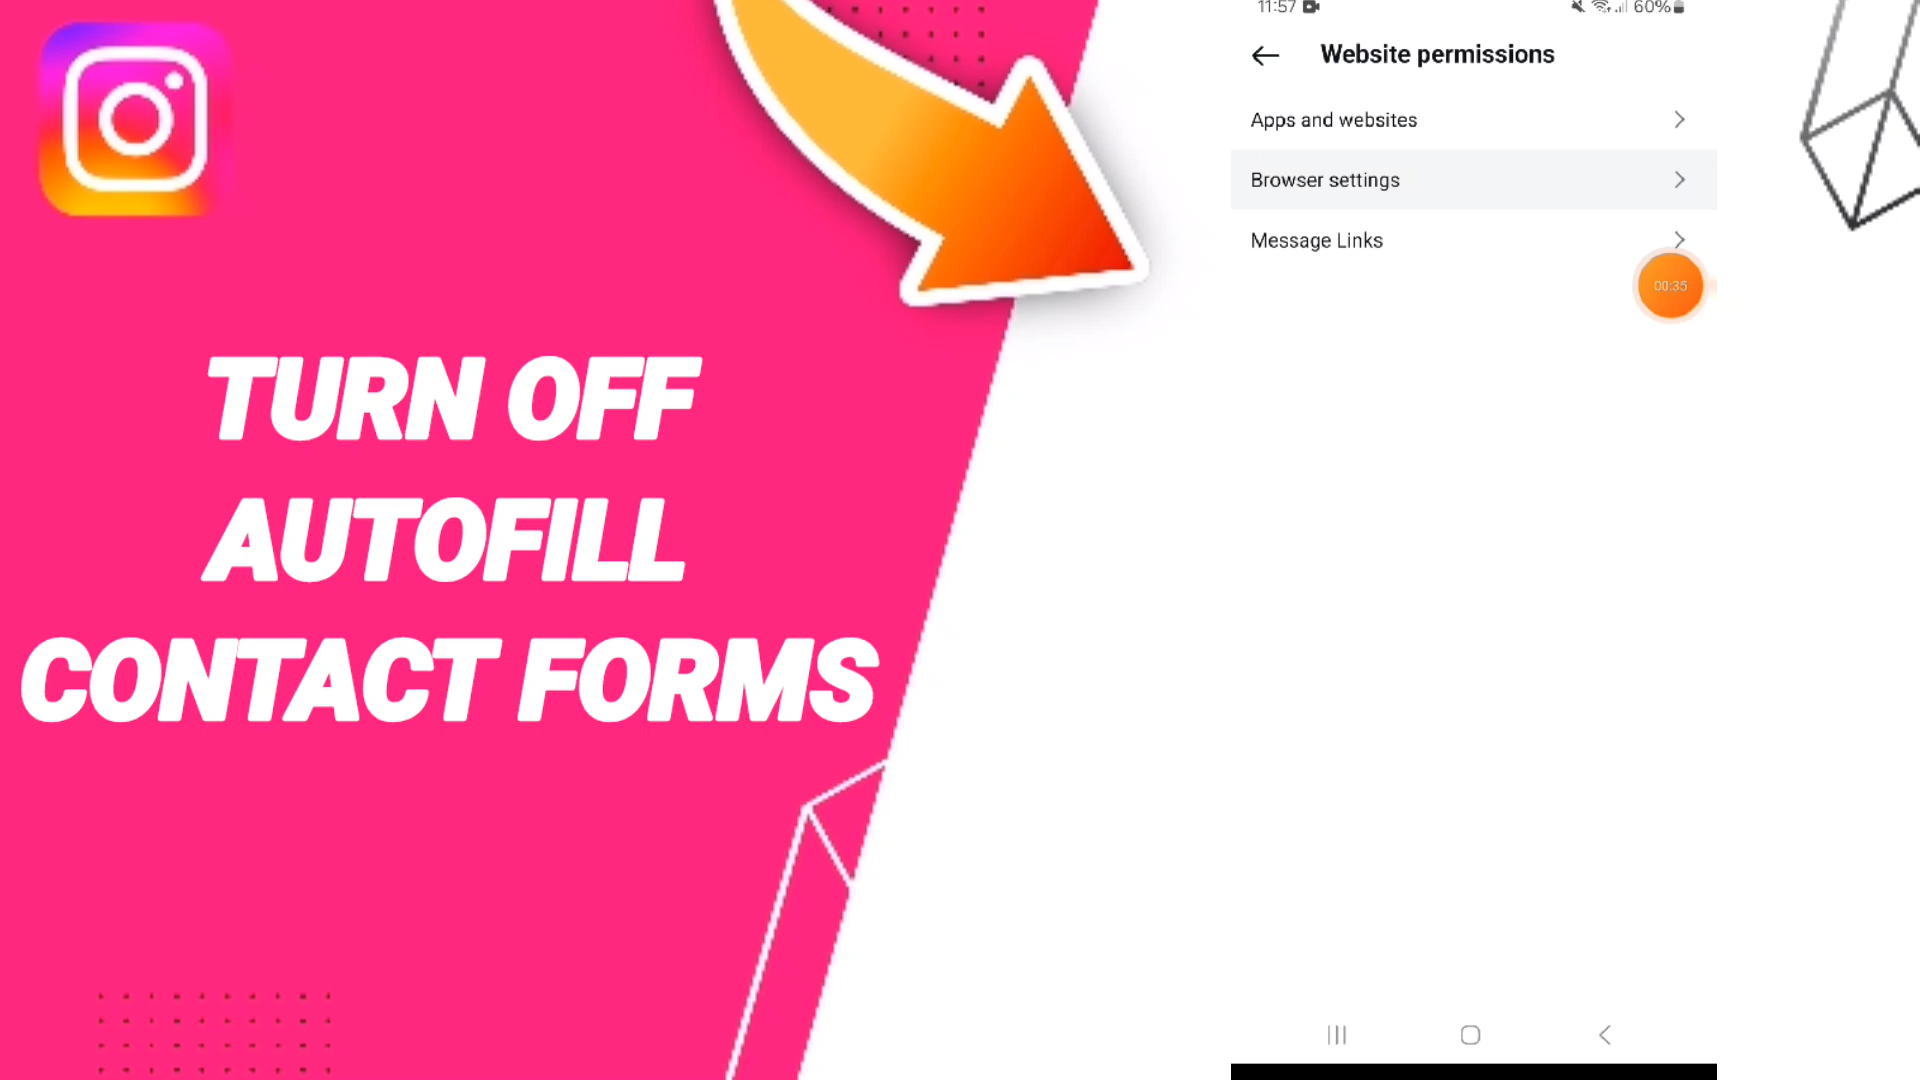 TURN OFF
AUTOFILL
CONTACT FORMS
11:57
60%
Website permissions
Apps and websites
Browser settings
Message Links
00:35